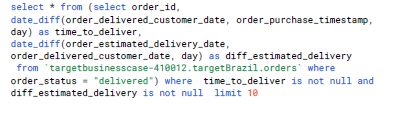 select * from (select order_id,
date_diff(order_delivered_customer_date, order_purchase_timestamp,
day) as time_to_deliver,
date_diff(order_estimated_delivery_date,
order_delivered_customer_date, day) as diff_estimated_delivery
from `targetbusinesscase-410012.targetBrazil.orders` where
order_status = "delivered") where time_to_deliver is not null and
diff_estimated_delivery is not null limit 10